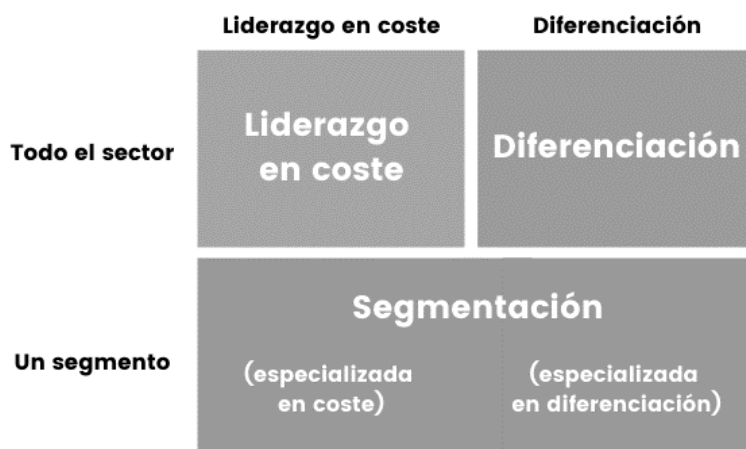 Liderazgo en coste
Diferenciación
Todo el sector
Liderazgo
en coste
Diferenciación
Un segmento
Segmentación
(especializada
en coste)
(especializada
en diferenciación)